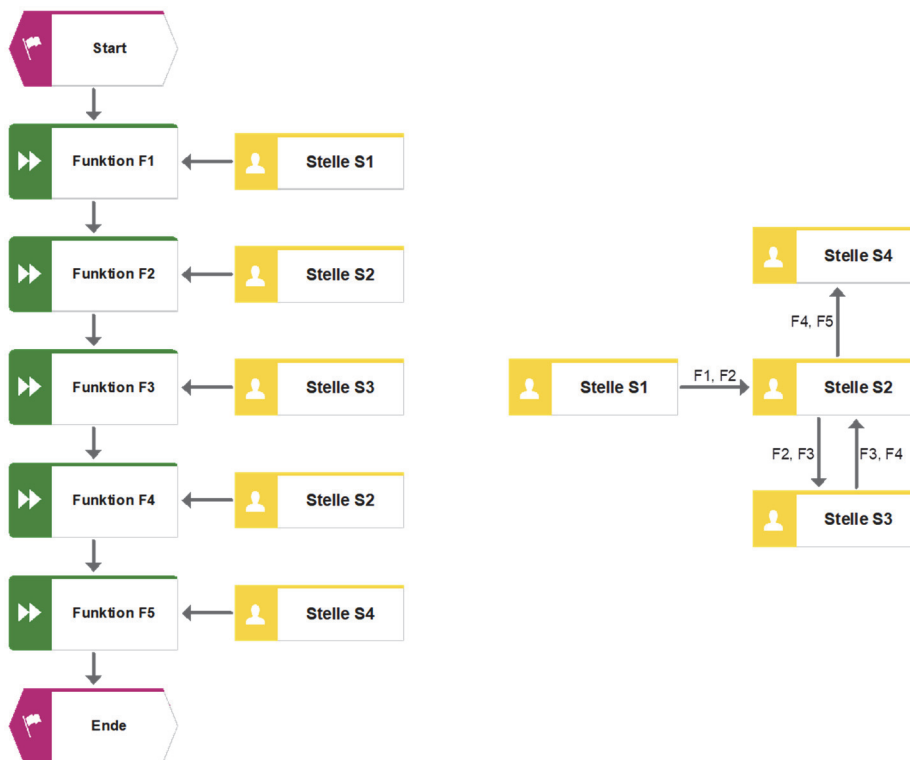 Start
Funktion F1
Stelle S1
Funktion F2
Stelle S2
Funktion F3
Stelle S3
Funktion F4
Stelle S2
Funktion F5
Stelle S4
Ende
Stelle S4
F4, F5
Stelle S1
F1, F2
Stelle S2
F2, F3
F3, F4
Stelle S3